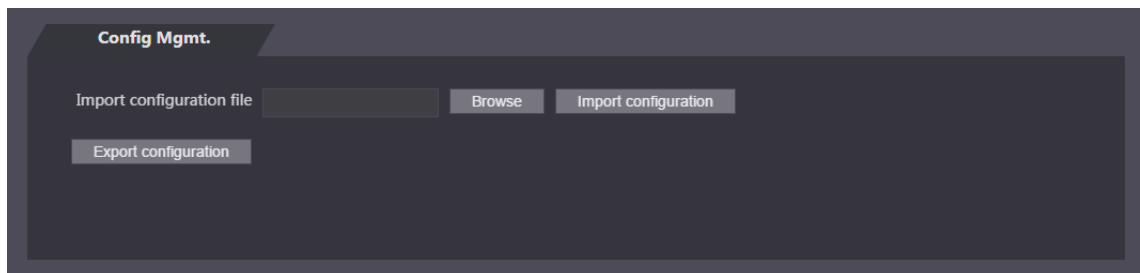 Config Mgmt.
Import configuration file Browse Import configuration
Export configuration